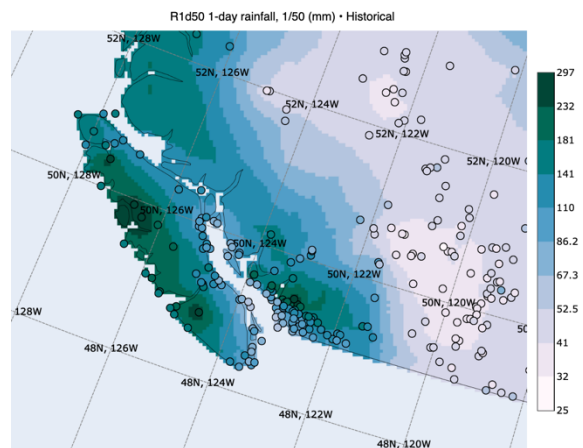 R1d50 1-day rainfall, 1/50 (mm) • Historical
52N, 128W
52N, 126W
52N, 124W
52N, 122W
52N, 120W
50N, 128W
50N, 126W
50N, 124W
50N, 122W
50N, 120W
50
128W
48N, 126W
48N, 124W
48N, 122W
48N, 120W
297
232
181
141
110
86.2
67.3
52.5
41
32
25